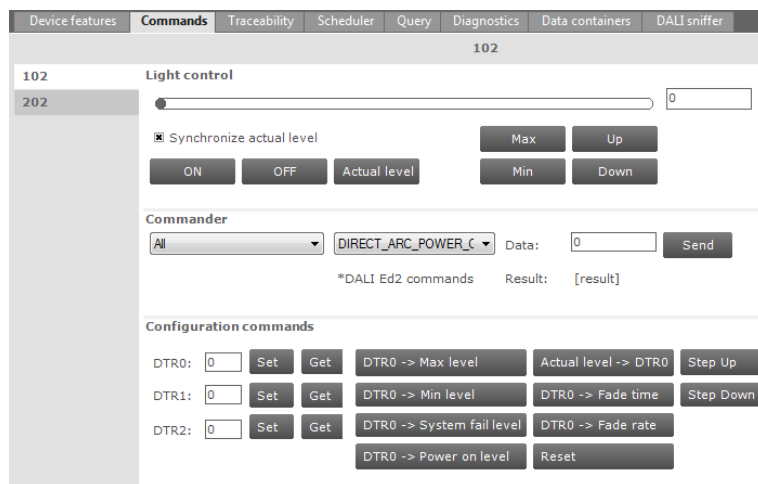 Device features Commands Traceability Scheduler Query Diagnostics Data containers DALI sniffer
102
102
202
Light control
0
Synchronize actual level
Max Up
ON OFF Actual level Min Down
Commander
All DIRECT_ARC_POWER_C Data: 0 Send
*DALI Ed2 commands Result: [result]
Configuration commands
DTR0: 0 Set Get DTR0 -> Max level Actual level -> DTR0 Step Up
DTR1: 0 Set Get DTR0 -> Min level DTR0 -> Fade time Step Down
DTR2: 0 Set Get DTR0 -> System fail level DTR0 -> Fade rate
DTR0 -> Power on level Reset